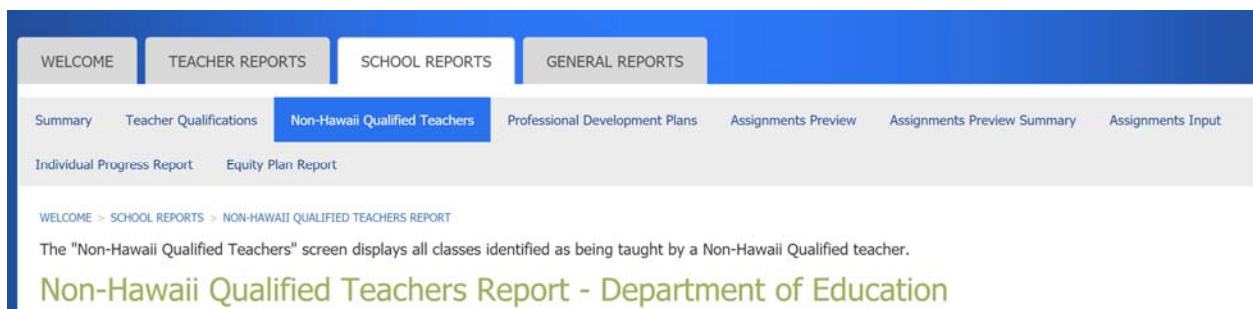 WELCOME TEACHER REPORTS SCHOOL REPORTS GENERAL REPORTS
Summary Teacher Qualifications Non-Hawaii Qualified Teachers Professional Development Plans Assignments Preview Assignments Preview Summary Assignments Input
Individual Progress Report Equity Plan Report
WELCOME > SCHOOL REPORTS > NON-HAWAII QUALIFIED TEACHERS REPORT
The "Non-Hawaii Qualified Teachers" screen displays all classes identified as being taught by a Non-Hawaii Qualified teacher.
Non-Hawaii Qualified Teachers Report - Department of Education